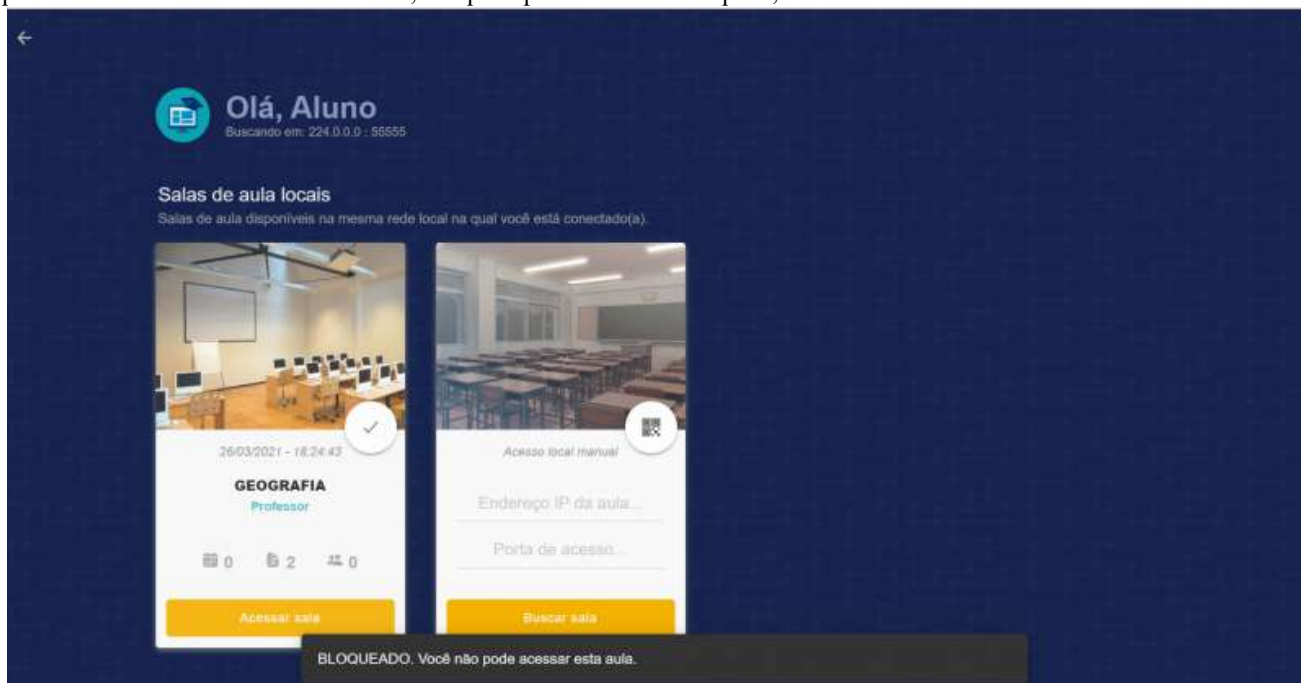 Olá, Aluno
Buscando em: 224.0.0.0 : 55555
Salas de aula locais
Salas de aula disponíveis na mesma rede local na qual você está conectado(a).
26/03/2021 - 18:24:43
GEOGRAFIA
Professor
0 2 0
Acessar sala
Acesso local manual
Endereço IP da aula...
Porta de acesso...
Buscar sala
BLOQUEADO. Você não pode acessar esta aula.